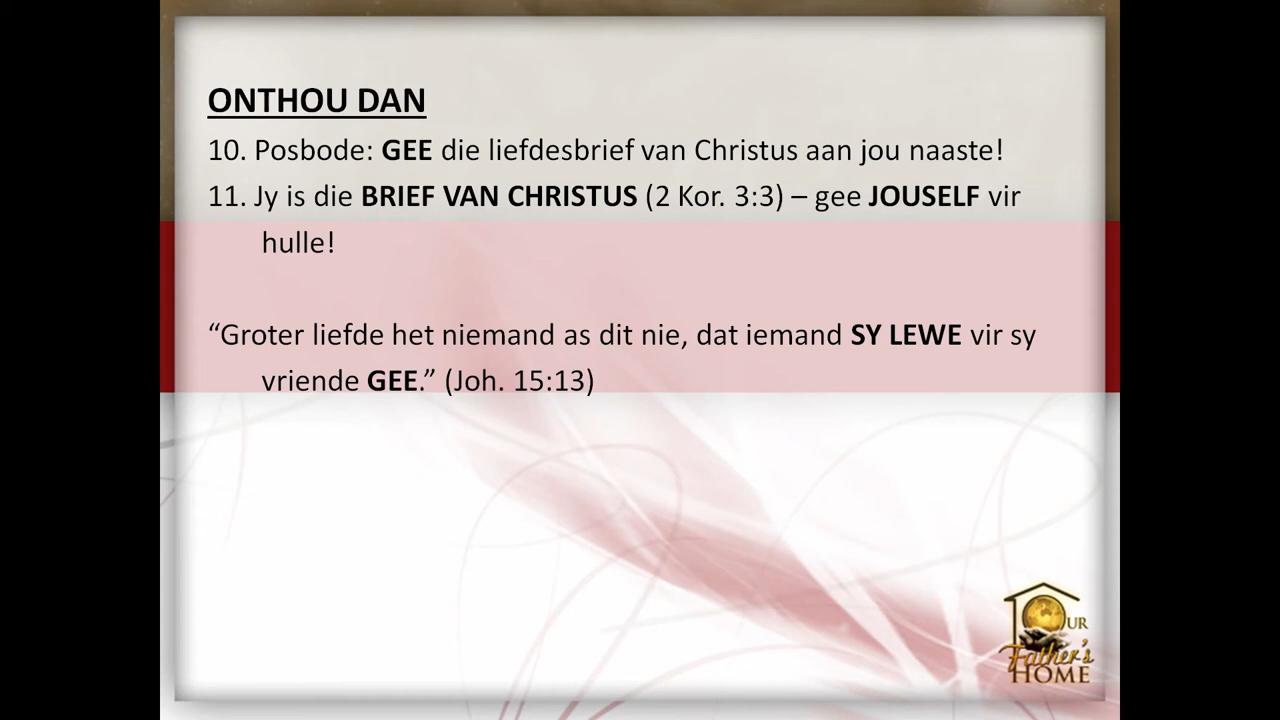 ONTHOU DAN
10. Posbode: GEE die liefdesbrief van Christus aan jou naaste!
11. Jy is die BRIEF VAN CHRISTUS (2 Kor. 3:3) – gee JOUSELF vir
hulle!
“Groter liefde het niemand as dit nie, dat iemand SY LEWE vir sy
vriende GEE.” (Joh. 15:13)
OUR
Father's
HOME